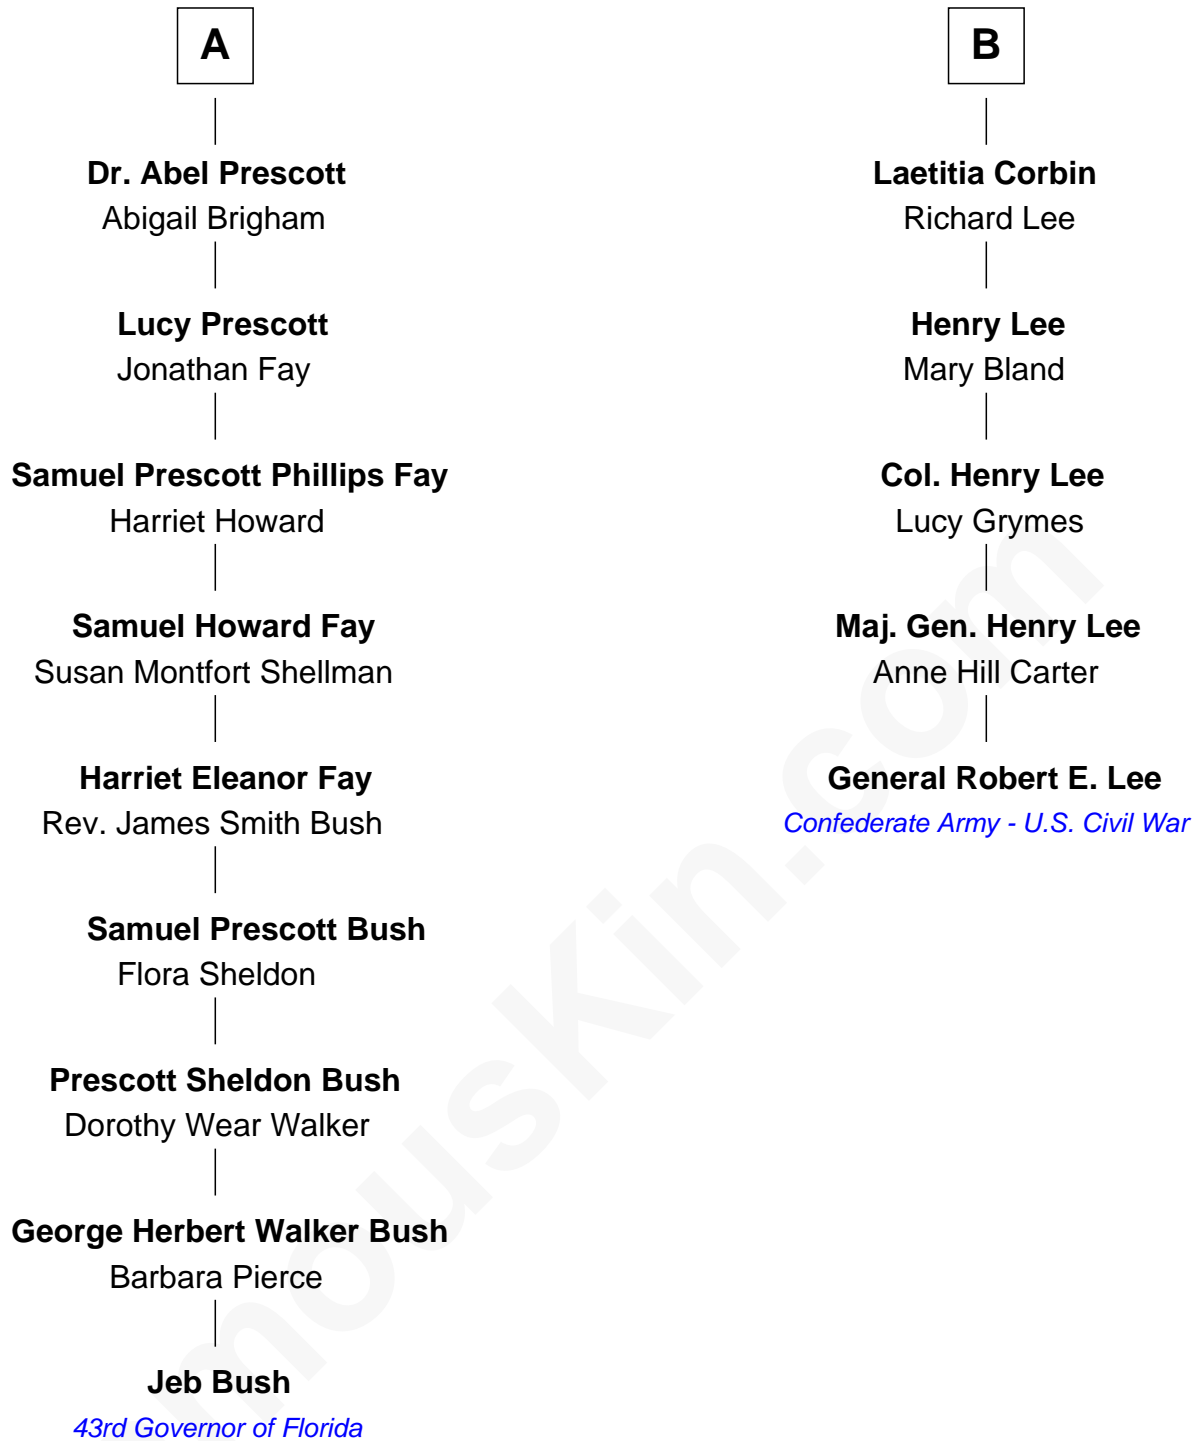 A
Dr. Abel Prescott
Abigail Brigham
Lucy Prescott
Jonathan Fay
Samuel Prescott Phillips Fay
Harriet Howard
Samuel Howard Fay
Susan Montfort Shellman
Harriet Eleanor Fay
Rev. James Smith Bush
Samuel Prescott Bush
Flora Sheldon
Prescott Sheldon Bush
Dorothy Wear Walker
George Herbert Walker Bush
Barbara Pierce
Jeb Bush
43rd Governor of Florida
B
Laetitia Corbin
Richard Lee
Henry Lee
Mary Bland
Col. Henry Lee
Lucy Grymes
Maj. Gen. Henry Lee
Anne Hill Carter
General Robert E. Lee
Confederate Army - U.S. Civil War
mousKin.com